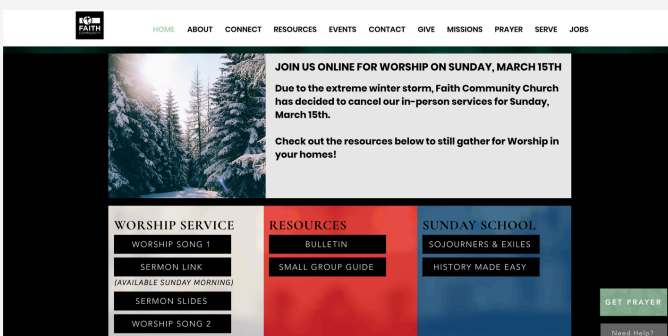 FAITH
HOME ABOUT CONNECT RESOURCES EVENTS CONTACT GIVE MISSIONS PRAYER SERVE JOBS
JOIN US ONLINE FOR WORSHIP ON SUNDAY, MARCH 15TH
Due to the extreme winter storm, Faith Community Church
has decided to cancel our in-person services for Sunday,
March 15th.
Check out the resources below to still gather for Worship in
your homes!
WORSHIP SERVICE
WORSHIP SONG 1
SERMON LINK
(AVAILABLE SUNDAY MORNING)
SERMON SLIDES
WORSHIP SONG 2
RESOURCES
BULLETIN
SMALL GROUP GUIDE
SUNDAY SCHOOL
SOJOURNERS & EXILES
HISTORY MADE EASY
GET PRAYER
Need Help?